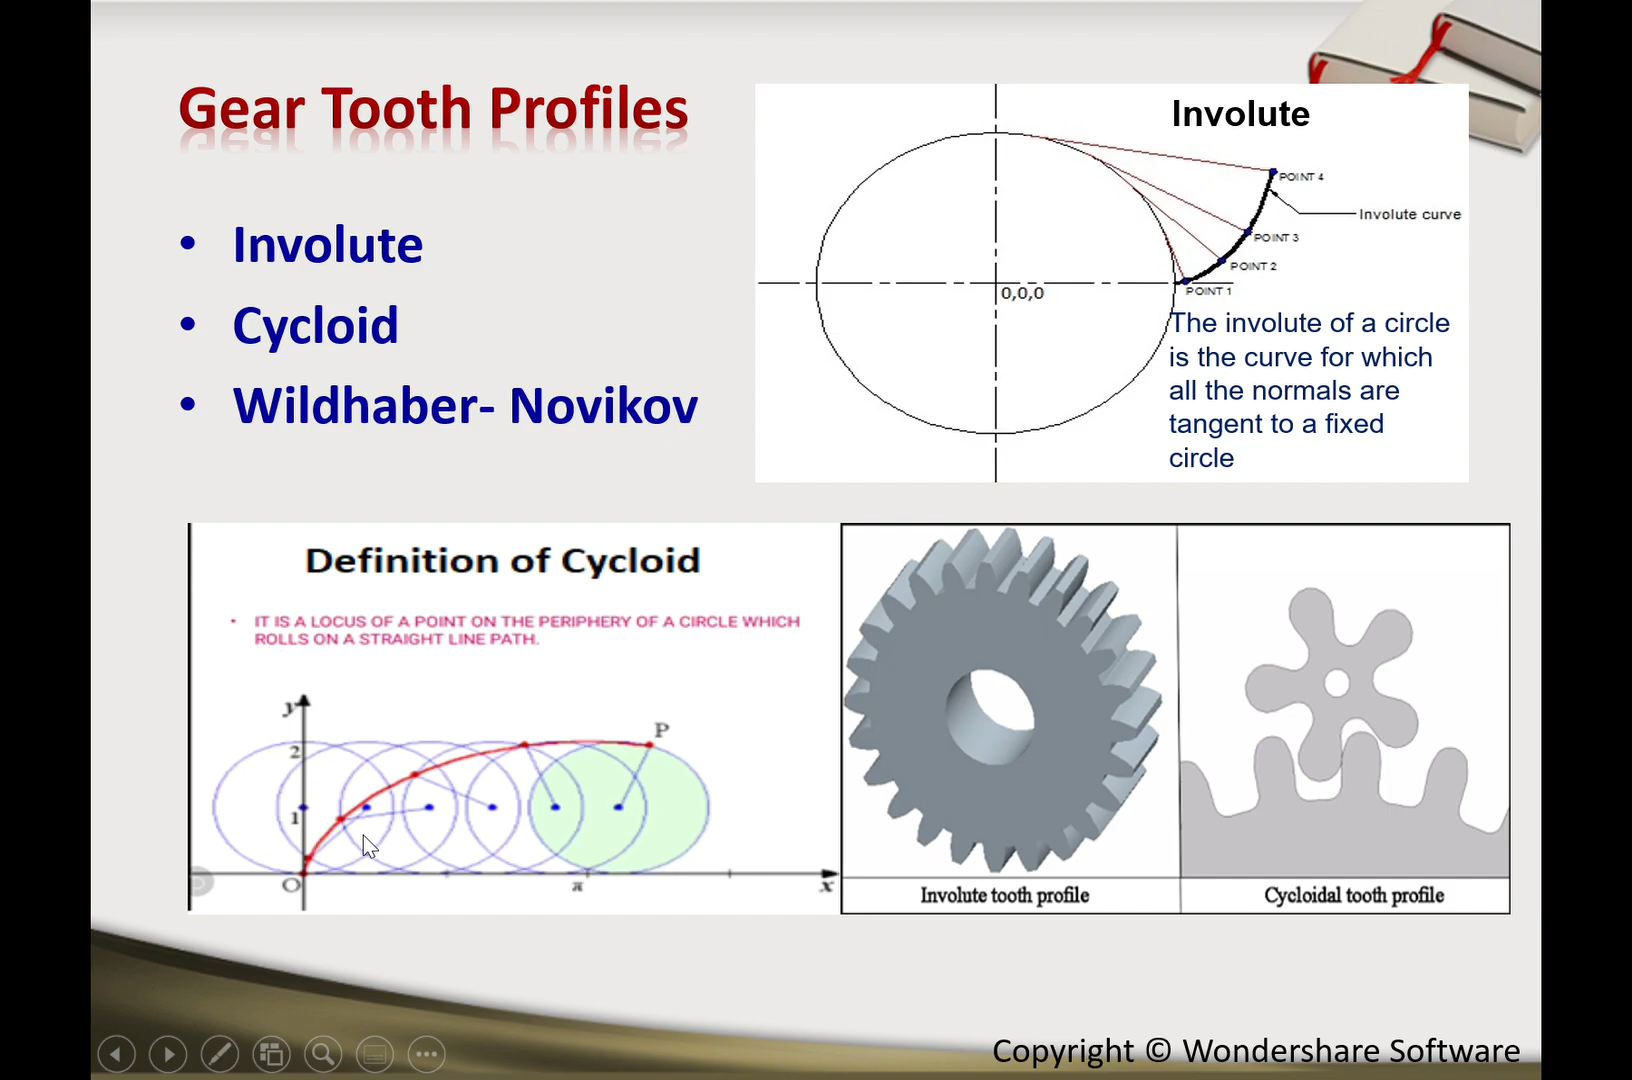 Gear Tooth Profiles
• Involute
• Cycloid
• Wildhaber- Novikov
Involute
POINT 4
Involute curve
POINT 3
POINT 2
POINT 1
0,0,0
The involute of a circle
is the curve for which
all the normals are
tangent to a fixed
circle
Definition of Cycloid
• IT IS A LOCUS OF A POINT ON THE PERIPHERY OF A CIRCLE WHICH
ROLLS ON A STRAIGHT LINE PATH.
y
P
2
1
O
π
x
Involute tooth profile
Cycloidal tooth profile
Copyright © Wondershare Software